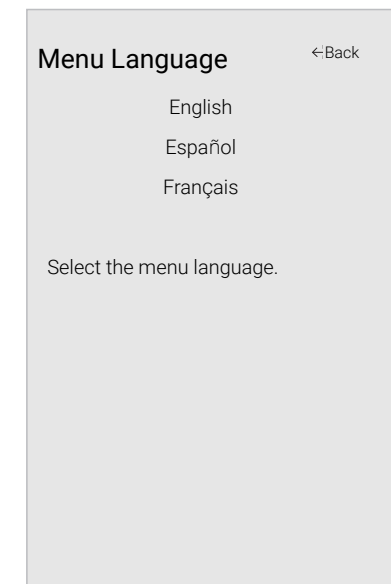 Menu Language
←Back
English
Español
Français
Select the menu language.